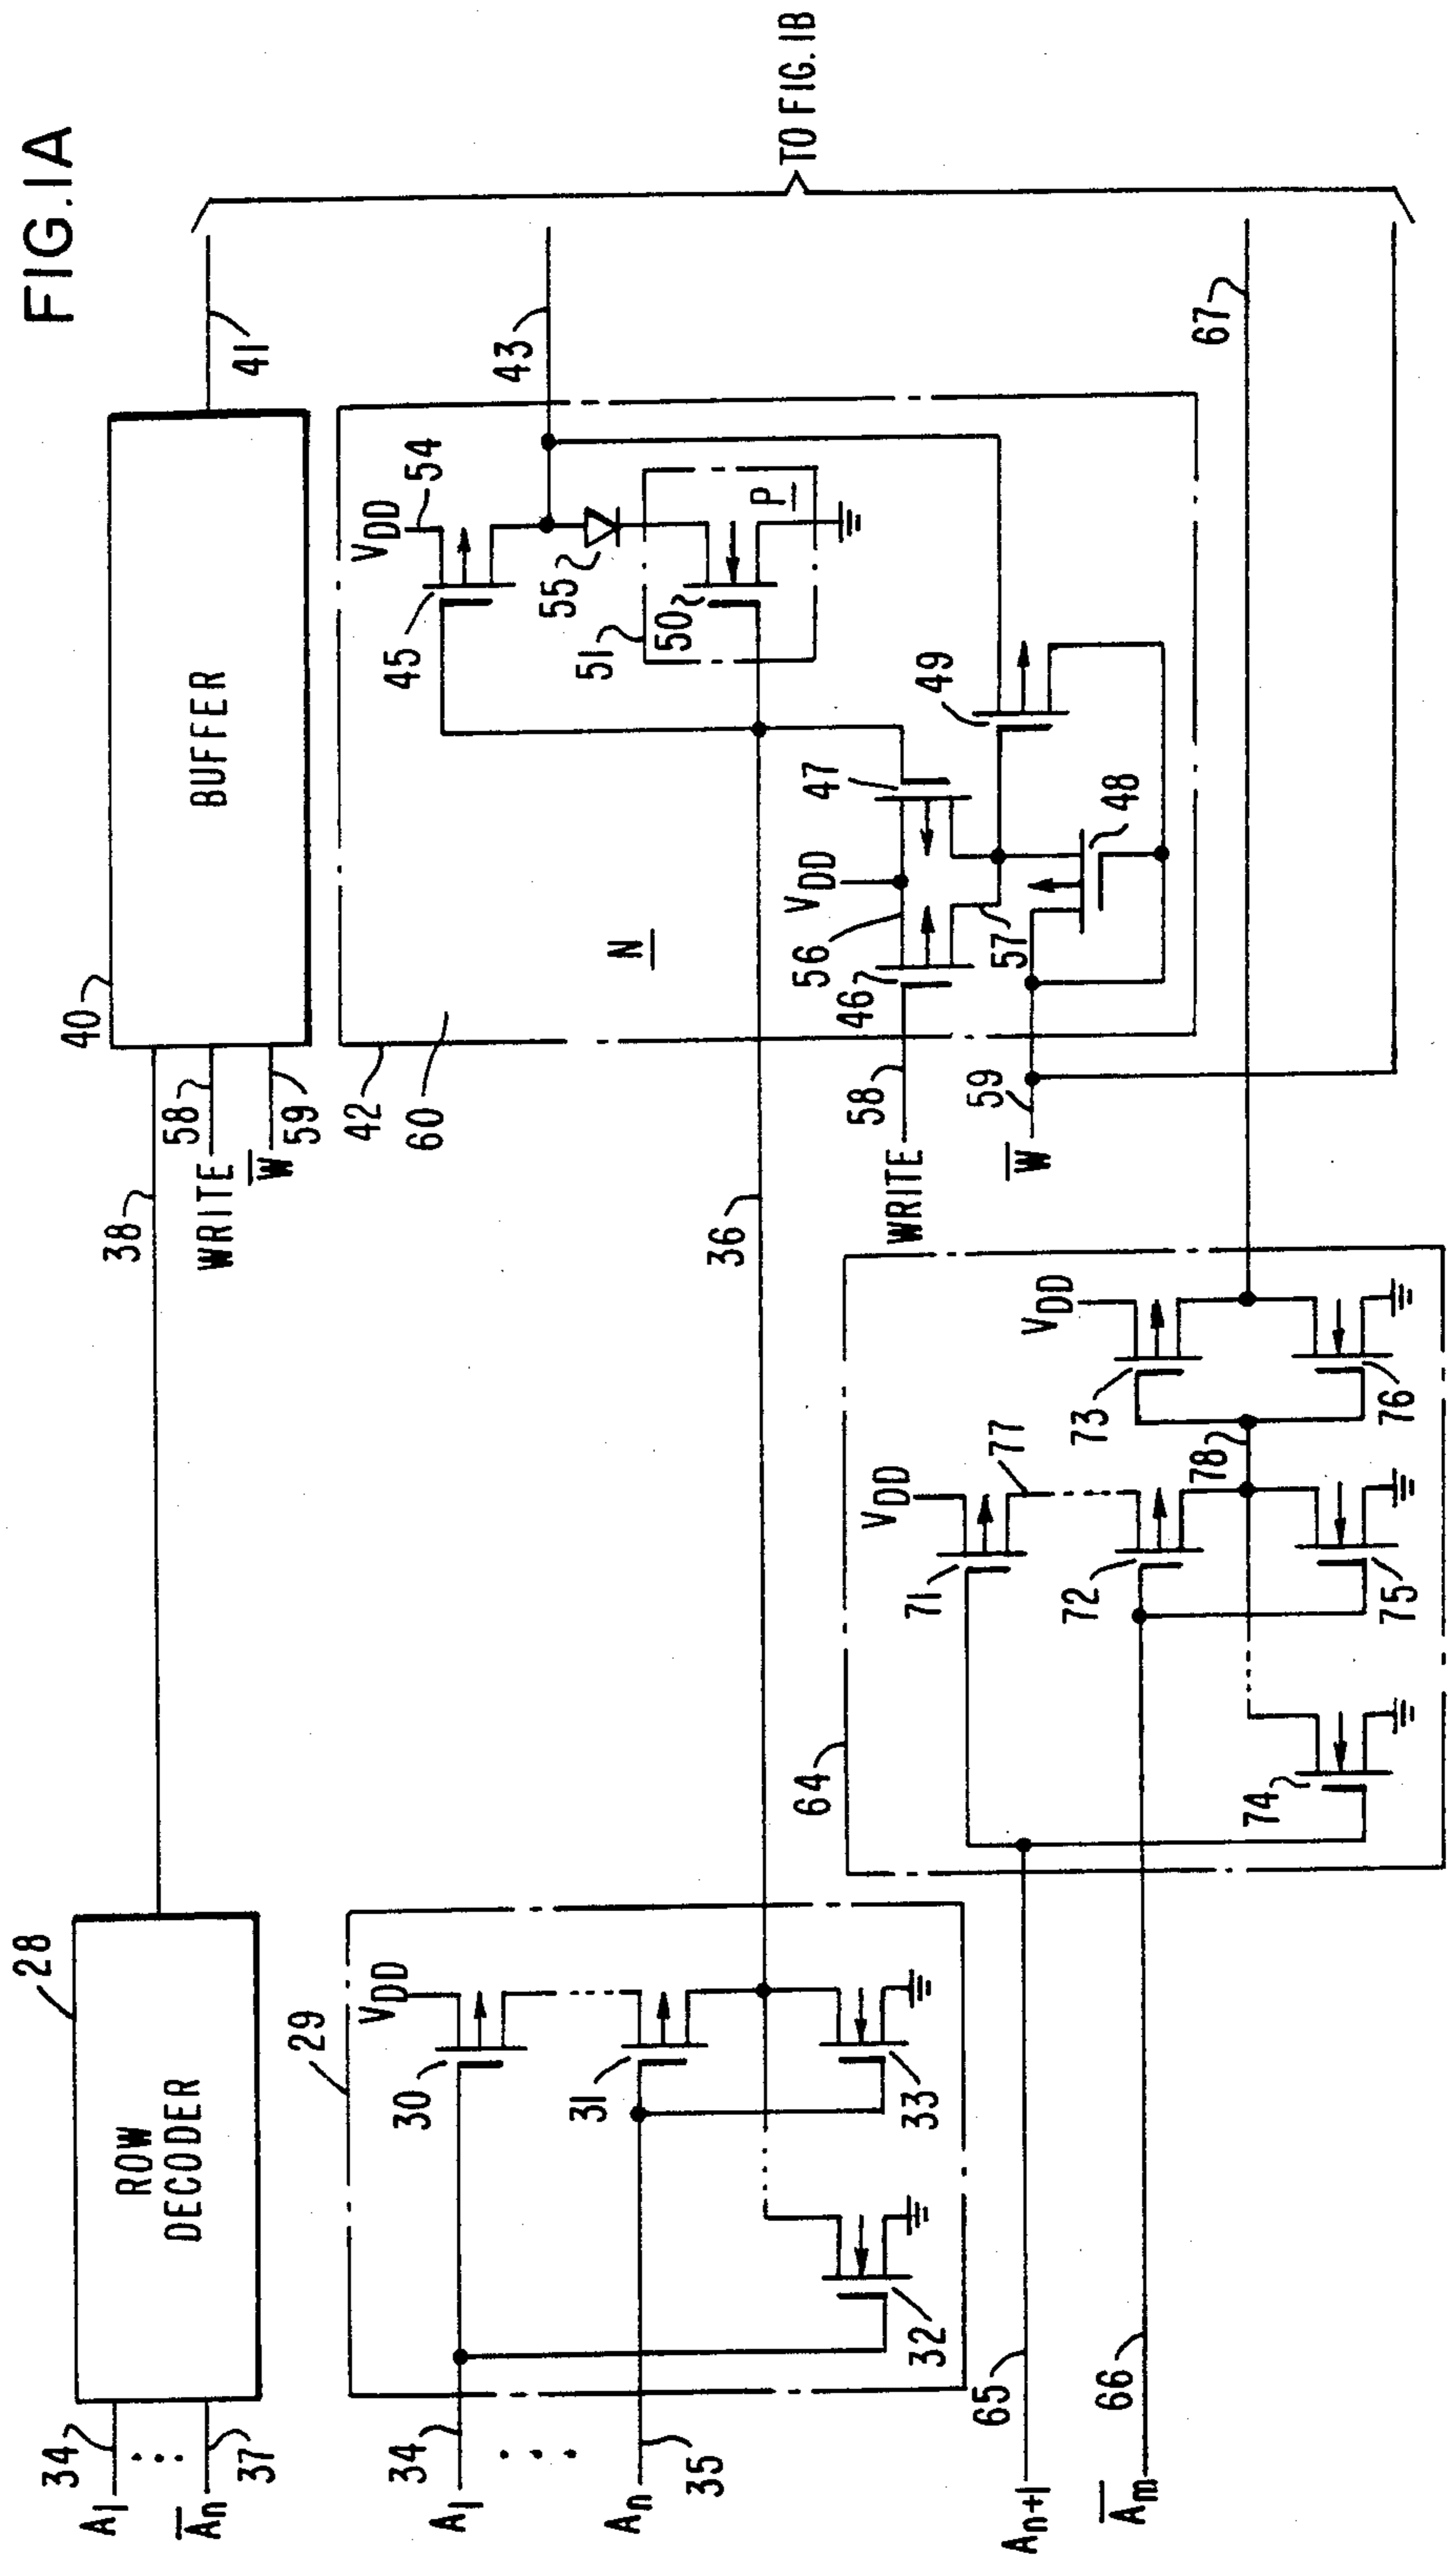 FIG.1A
TO FIG. 1B
28
ROW
DECODER
A1
34
An
37
38
40
BUFFER
WRITE
58
W
59
41
29
VDD
30
31
33
32
A1
34
An
35
36
42
60
N
VDD
54
45
43
55
51
50
P
VDD
56
46
47
57
48
49
WRITE
58
W
59
67
64
VDD
71
77
72
VDD
73
78
76
75
74
An+1
65
Am
66